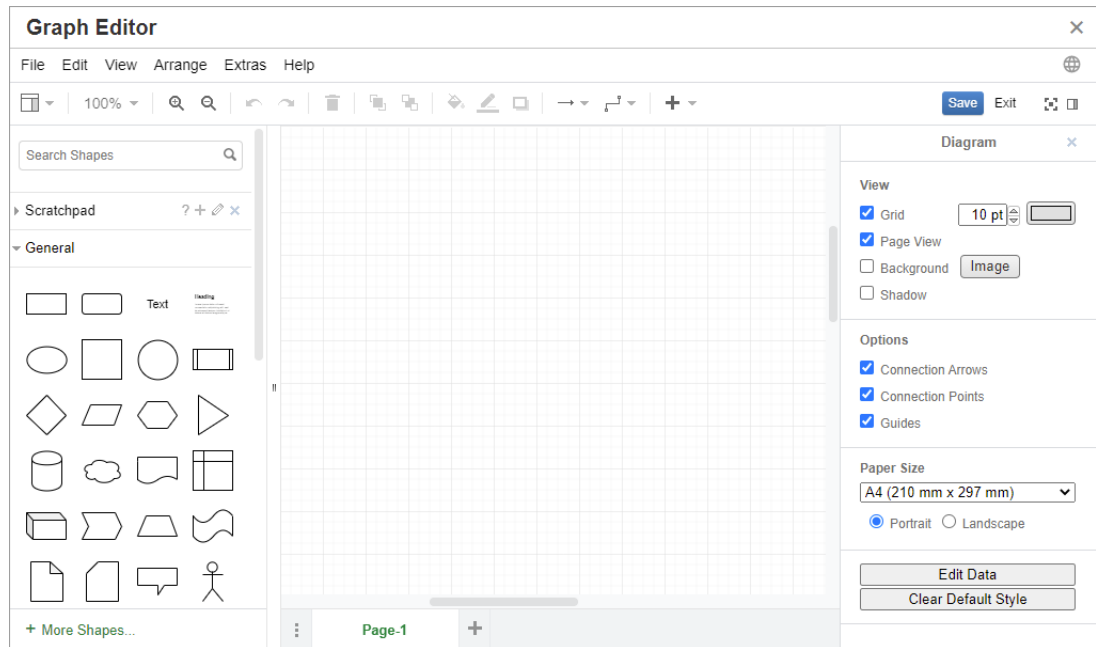 Graph Editor
File Edit View Arrange Extras Help
100%
Save Exit
Search Shapes
Scratchpad ?
General
Text Heading
+ More Shapes...
Page-1
Diagram
View
Grid 10 pt
Page View
Background Image
Shadow
Options
Connection Arrows
Connection Points
Guides
Paper Size
A4 (210 mm x 297 mm)
Portrait Landscape
Edit Data
Clear Default Style